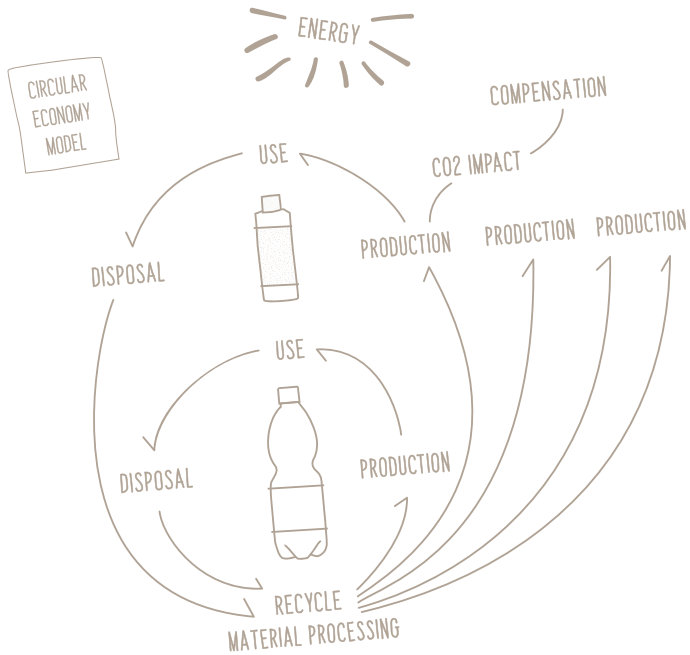 ENERGY
CIRCULAR
ECONOMY
MODEL
COMPENSATION
CO2 IMPACT
USE
PRODUCTION
PRODUCTION
PRODUCTION
DISPOSAL
USE
PRODUCTION
DISPOSAL
RECYCLE
MATERIAL PROCESSING